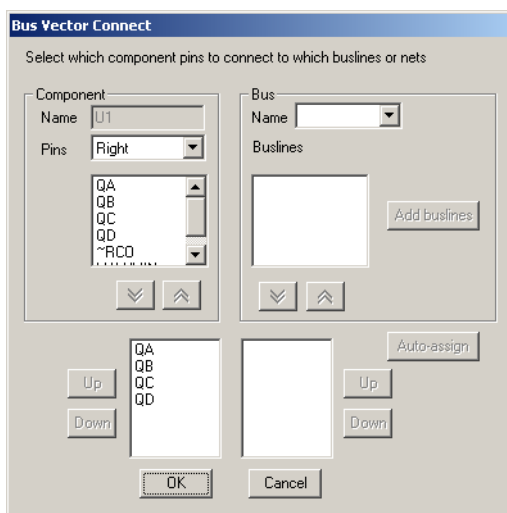 Bus Vector Connect
Select which component pins to connect to which buslines or nets
Component
Name U1
Pins Right
QA
QB
QC
QD
~RCO
Bus
Name
Buslines
Add buslines
Auto-assign
Up
Down
QA
QB
QC
QD
Up
Down
OK
Cancel